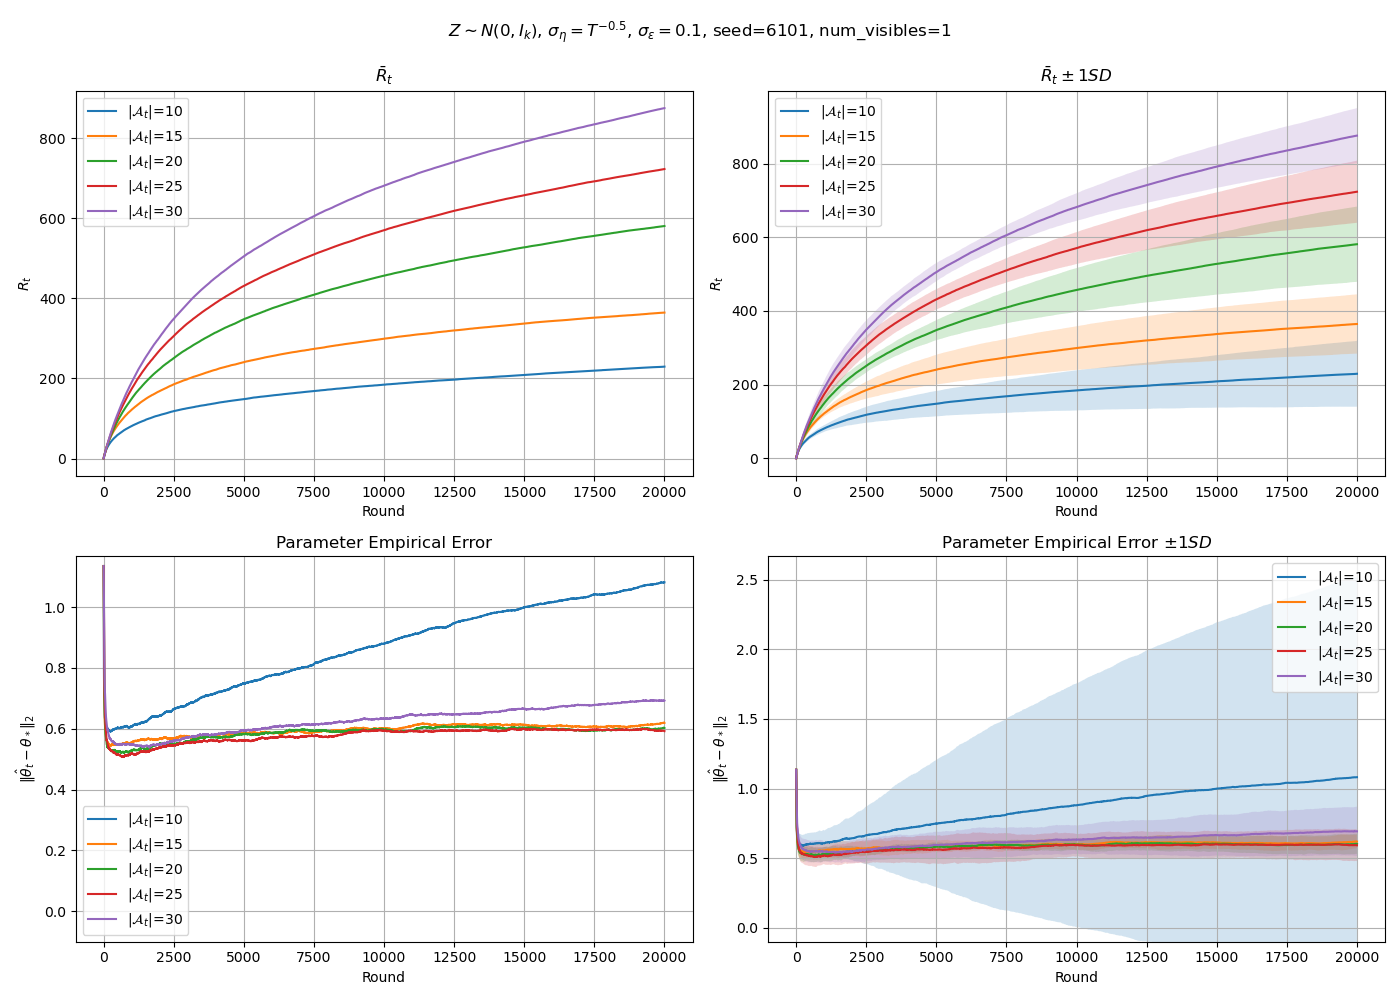 Z ∼ N(0, I_k), σ_η = T^{−0.5}, σ_ε = 0.1, seed=6101, num_visibles=1
R̄_t
R_t
800
600
400
200
0
|𝒜_t|=10
|𝒜_t|=15
|𝒜_t|=20
|𝒜_t|=25
|𝒜_t|=30
0 2500 5000 7500 10000 12500 15000 17500 20000
Round
R̄_t ± 1SD
R_t
800
600
400
200
0
|𝒜_t|=10
|𝒜_t|=15
|𝒜_t|=20
|𝒜_t|=25
|𝒜_t|=30
0 2500 5000 7500 10000 12500 15000 17500 20000
Round
Parameter Empirical Error
‖θ̂_t − θ_*‖_2
1.0
0.8
0.6
0.4
0.2
0.0
|𝒜_t|=10
|𝒜_t|=15
|𝒜_t|=20
|𝒜_t|=25
|𝒜_t|=30
0 2500 5000 7500 10000 12500 15000 17500 20000
Round
Parameter Empirical Error ±1SD
‖θ̂_t − θ_*‖_2
2.5
2.0
1.5
1.0
0.5
0.0
|𝒜_t|=10
|𝒜_t|=15
|𝒜_t|=20
|𝒜_t|=25
|𝒜_t|=30
0 2500 5000 7500 10000 12500 15000 17500 20000
Round